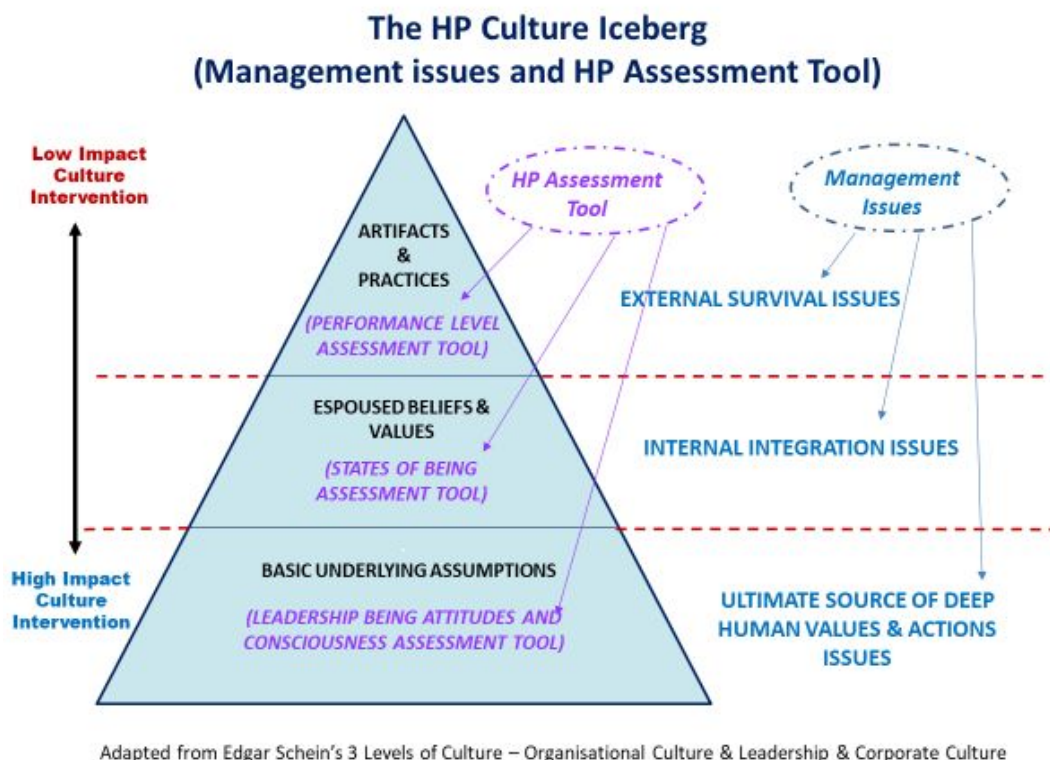 The HP Culture Iceberg
(Management issues and HP Assessment Tool)
Low Impact
Culture
Intervention
HP Assessment
Tool
Management
Issues
ARTIFACTS
&
PRACTICES
(PERFORMANCE LEVEL
ASSESSMENT TOOL)
EXTERNAL SURVIVAL ISSUES
ESPOUSED BELIEFS &
VALUES
(STATES OF BEING
ASSESSMENT TOOL)
INTERNAL INTEGRATION ISSUES
High Impact
Culture
Intervention
BASIC UNDERLYING ASSUMPTIONS
(LEADERSHIP BEING ATTITUDES AND
CONSCIOUSNESS ASSESSMENT TOOL)
ULTIMATE SOURCE OF DEEP
HUMAN VALUES & ACTIONS
ISSUES
Adapted from Edgar Schein's 3 Levels of Culture – Organisational Culture & Leadership & Corporate Culture